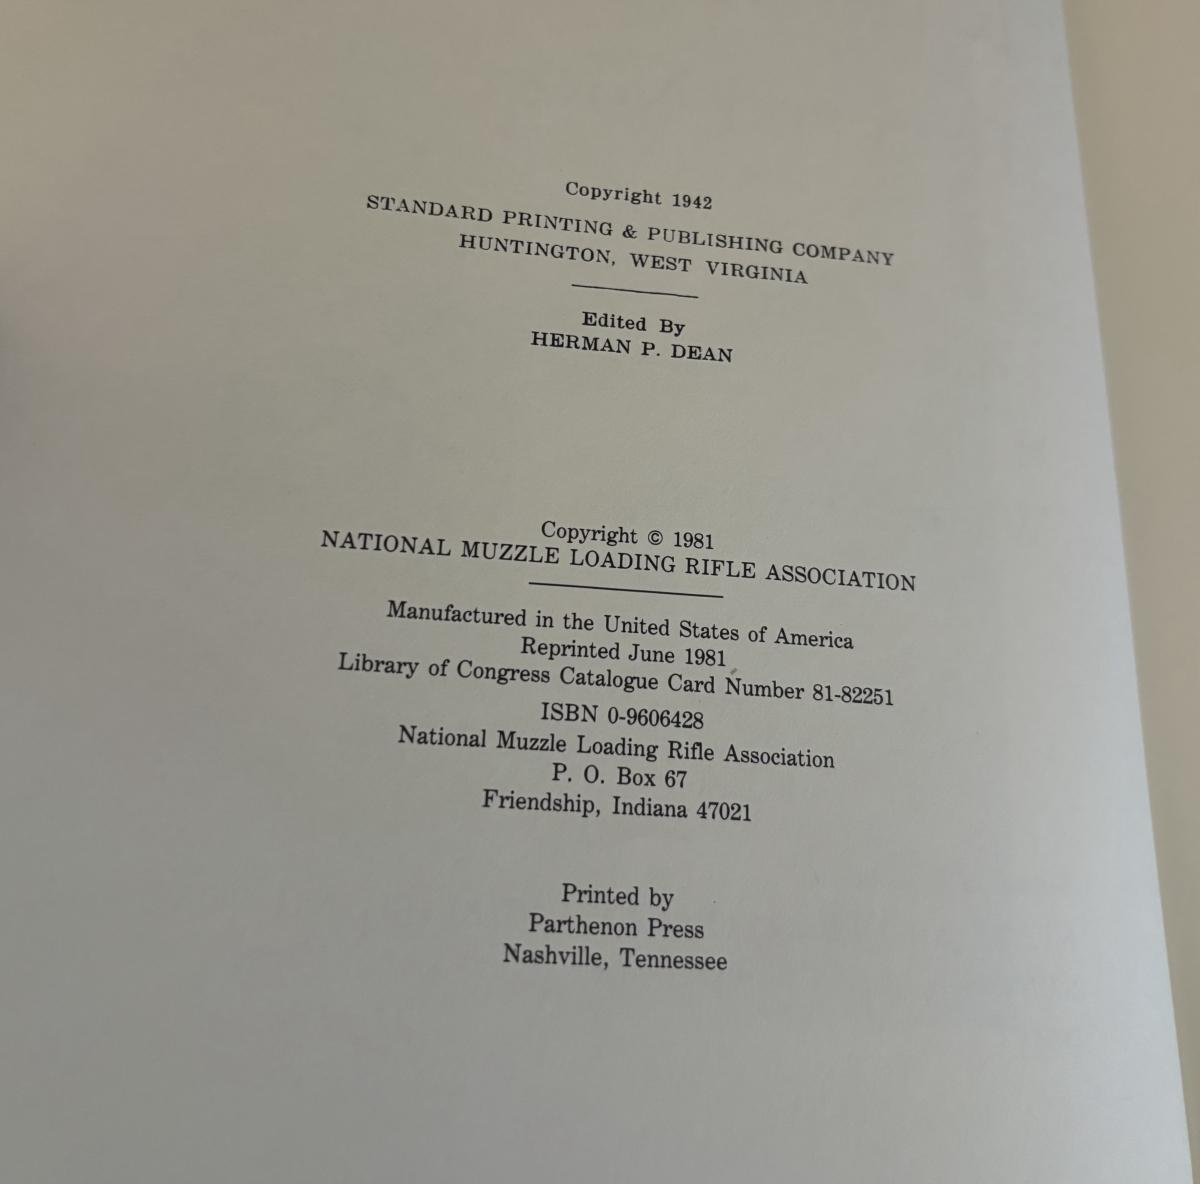 Copyright 1942
STANDARD PRINTING & PUBLISHING COMPANY
HUNTINGTON, WEST VIRGINIA
Edited By
HERMAN P. DEAN
Copyright © 1981
NATIONAL MUZZLE LOADING RIFLE ASSOCIATION
Manufactured in the United States of America
Reprinted June 1981
Library of Congress Catalogue Card Number 81-82251
ISBN 0-9606428
National Muzzle Loading Rifle Association
P. O. Box 67
Friendship, Indiana 47021
Printed by
Parthenon Press
Nashville, Tennessee